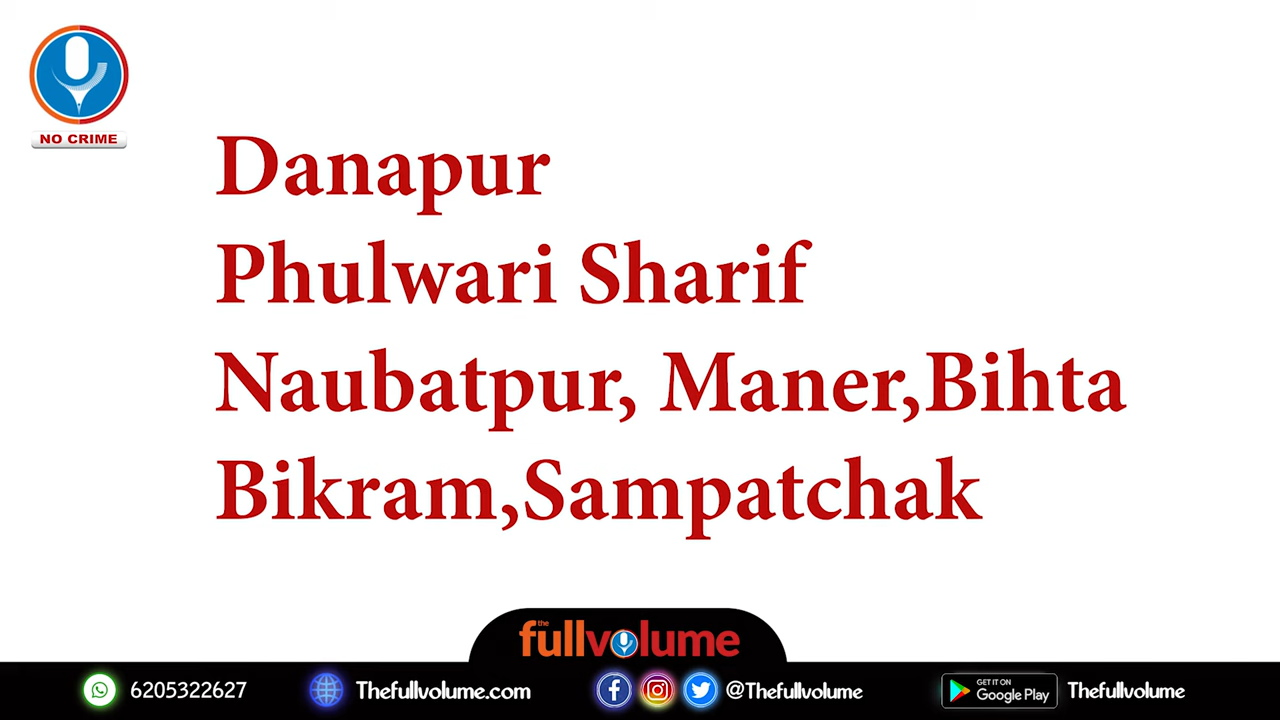 NO CRIME
Danapur
Phulwari Sharif
Naubatpur, Maner,Bihta
Bikram,Sampatchak
the fullvolume
6205322627
Thefullvolume.com
@Thefullvolume
GET IT ON
Google Play
Thefullvolume